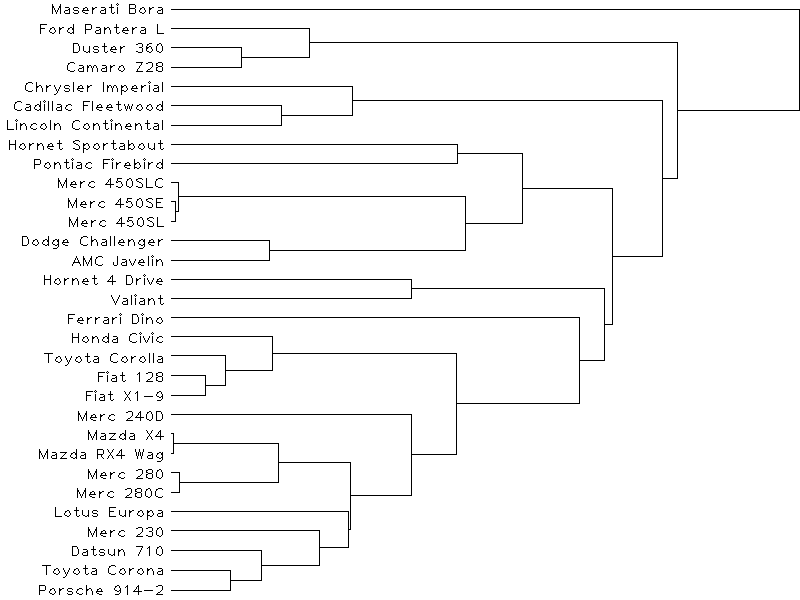 Maserati Bora
Ford Pantera L
Duster 360
Camaro Z28
Chrysler Imperial
Cadillac Fleetwood
Lincoln Continental
Hornet Sportabout
Pontiac Firebird
Merc 450SLC
Merc 450SE
Merc 450SL
Dodge Challenger
AMC Javelin
Hornet 4 Drive
Valiant
Ferrari Dino
Honda Civic
Toyota Corolla
Fiat 128
Fiat X1-9
Merc 240D
Mazda X4
Mazda RX4 Wag
Merc 280
Merc 280C
Lotus Europa
Merc 230
Datsun 710
Toyota Corona
Porsche 914-2